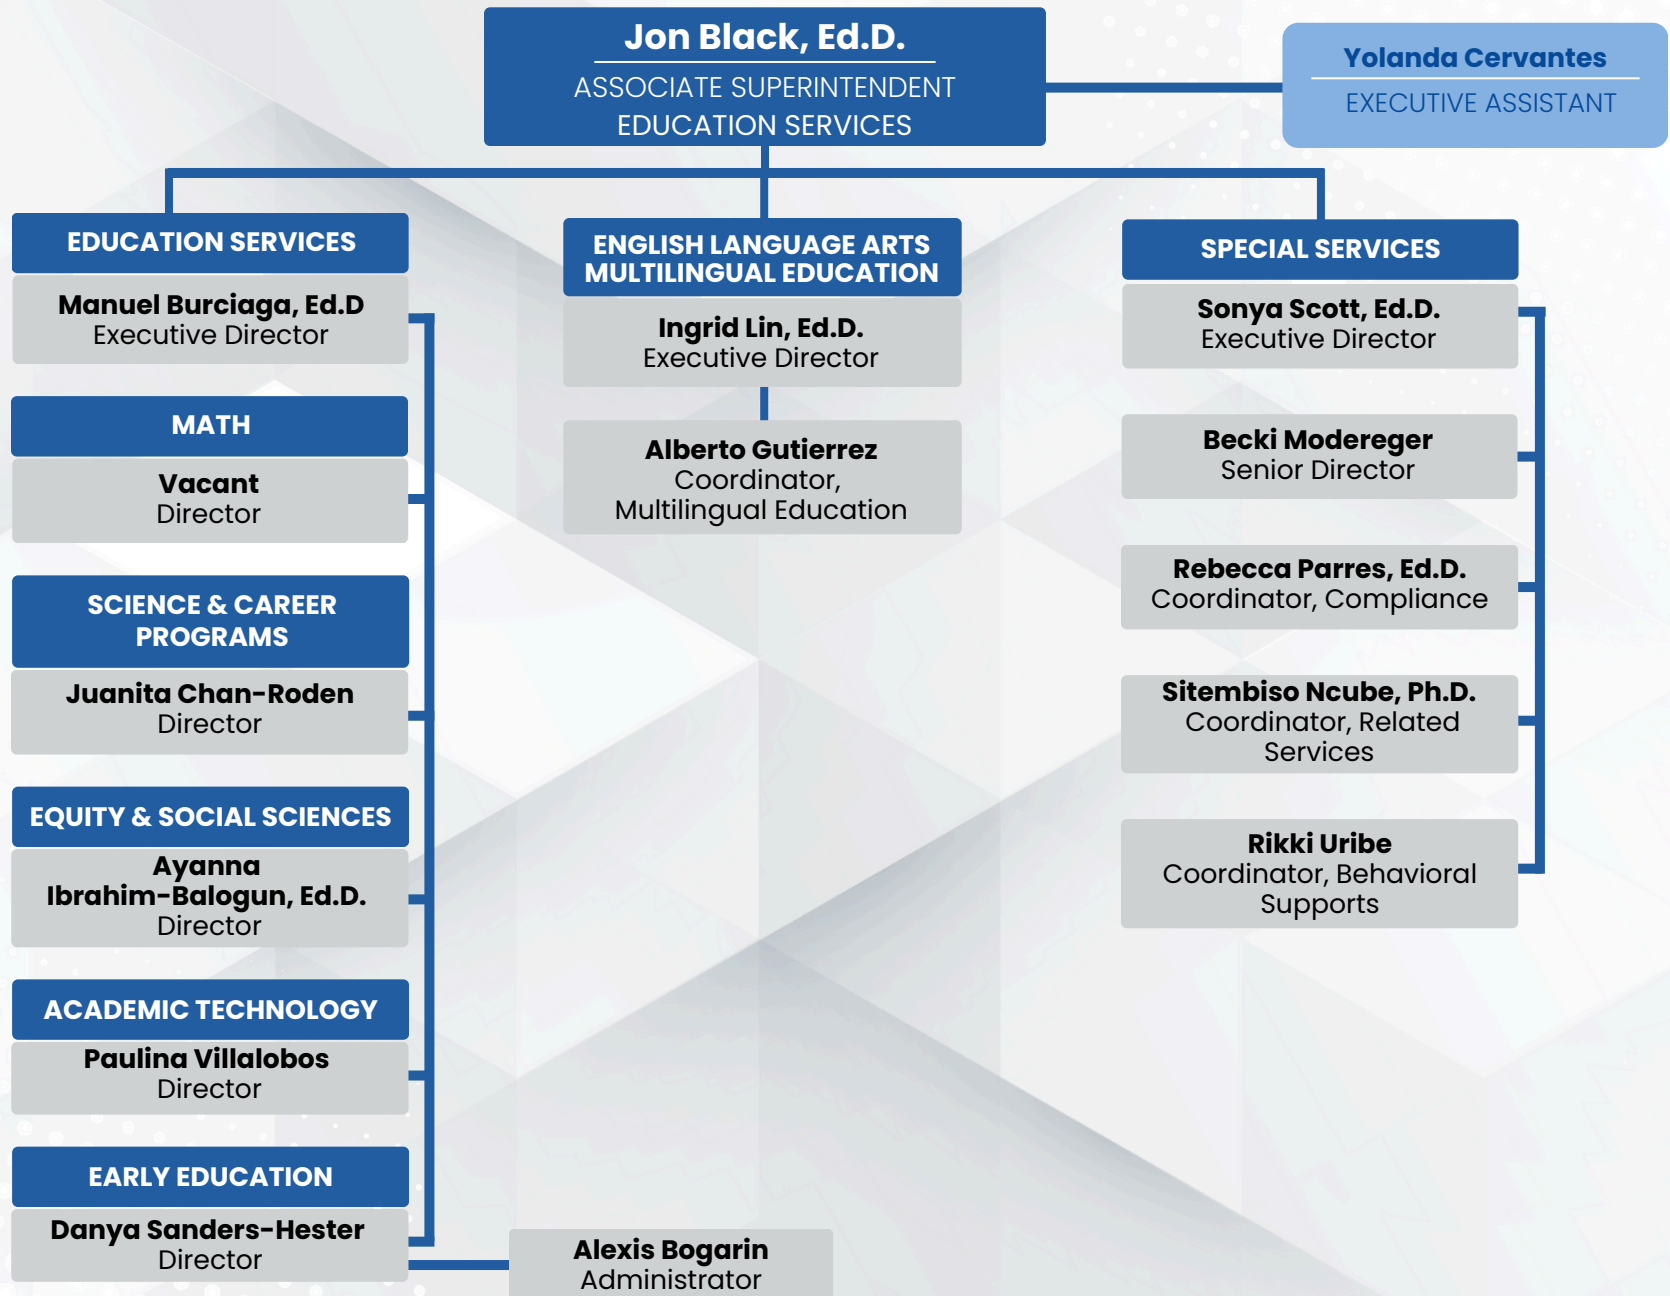 Jon Black, Ed.D.
ASSOCIATE SUPERINTENDENT
EDUCATION SERVICES
Yolanda Cervantes
EXECUTIVE ASSISTANT
EDUCATION SERVICES
Manuel Burciaga, Ed.D
Executive Director
MATH
Vacant
Director
SCIENCE & CAREER
PROGRAMS
Juanita Chan-Roden
Director
EQUITY & SOCIAL SCIENCES
Ayanna
Ibrahim-Balogun, Ed.D.
Director
ACADEMIC TECHNOLOGY
Paulina Villalobos
Director
EARLY EDUCATION
Danya Sanders-Hester
Director
Alexis Bogarin
Administrator
ENGLISH LANGUAGE ARTS
MULTILINGUAL EDUCATION
Ingrid Lin, Ed.D.
Executive Director
Alberto Gutierrez
Coordinator,
Multilingual Education
SPECIAL SERVICES
Sonya Scott, Ed.D.
Executive Director
Becki Modereger
Senior Director
Rebecca Parres, Ed.D.
Coordinator, Compliance
Sitembiso Ncube, Ph.D.
Coordinator, Related
Services
Rikki Uribe
Coordinator, Behavioral
Supports